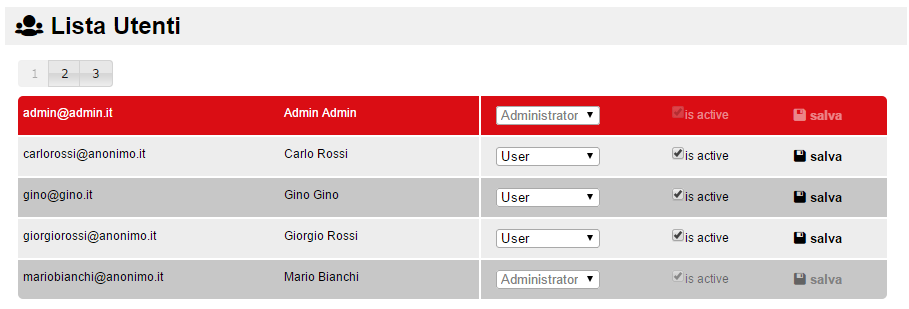 Lista Utenti
1 2 3
admin@admin.it Admin Admin Administrator is active salva
carlorossi@anonimo.it Carlo Rossi User is active salva
gino@gino.it Gino Gino User is active salva
giorgiorossi@anonimo.it Giorgio Rossi User is active salva
mariobianchi@anonimo.it Mario Bianchi Administrator is active salva